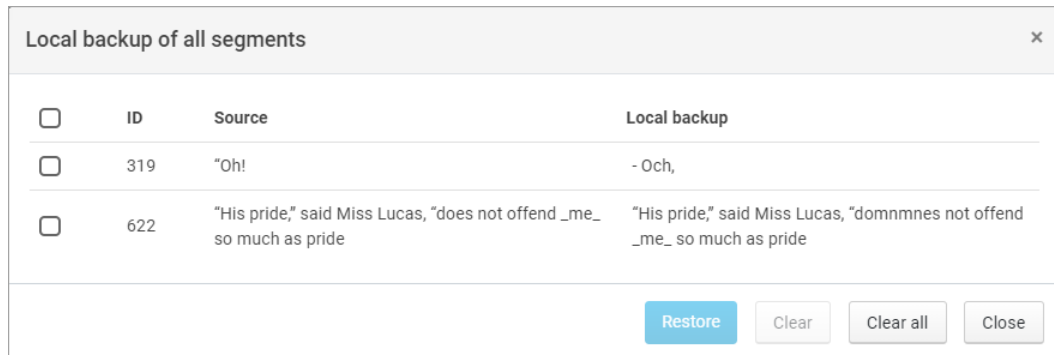 Local backup of all segments ×
ID Source Local backup
319 “Oh! - Och,
622 “His pride,” said Miss Lucas, “does not offend _me_ “His pride,” said Miss Lucas, “domnmnes not offend
so much as pride _me_ so much as pride
Restore Clear Clear all Close